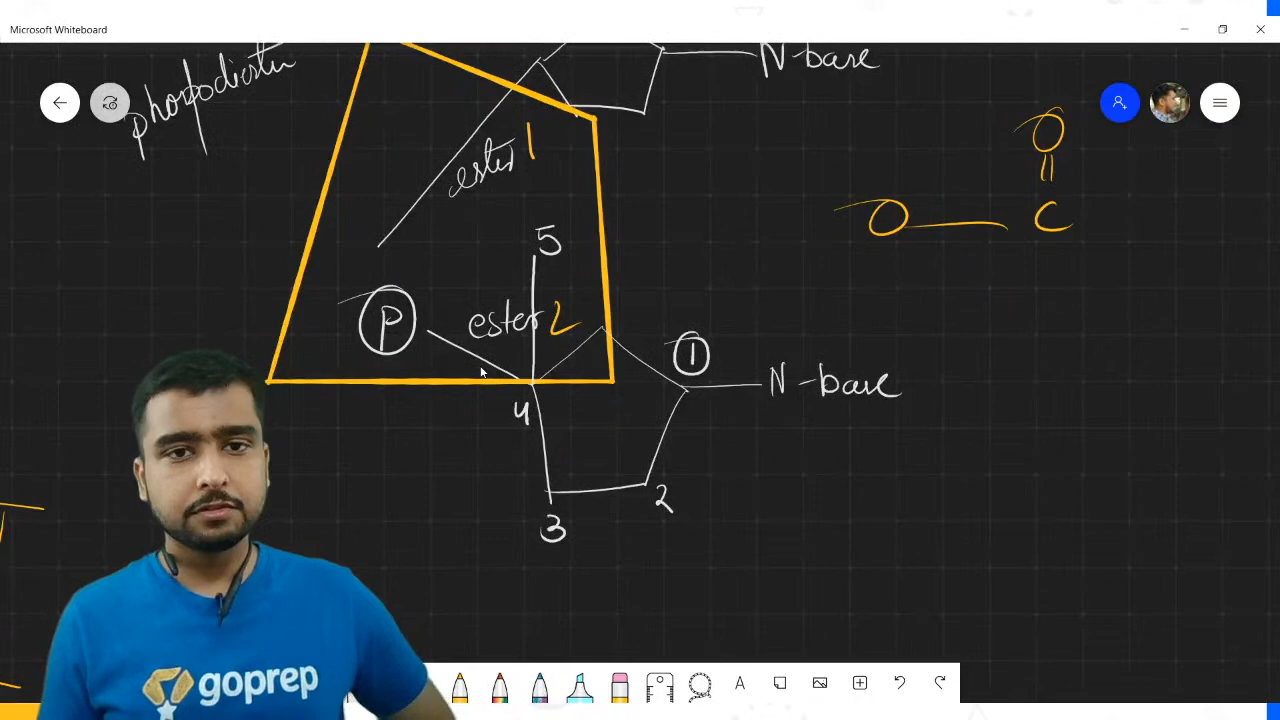 Microsoft Whiteboard
N-base
phosphodiester
ester 1
O
||
O — C
5
P
ester 2
1
N-base
4
2
3
goprep
A